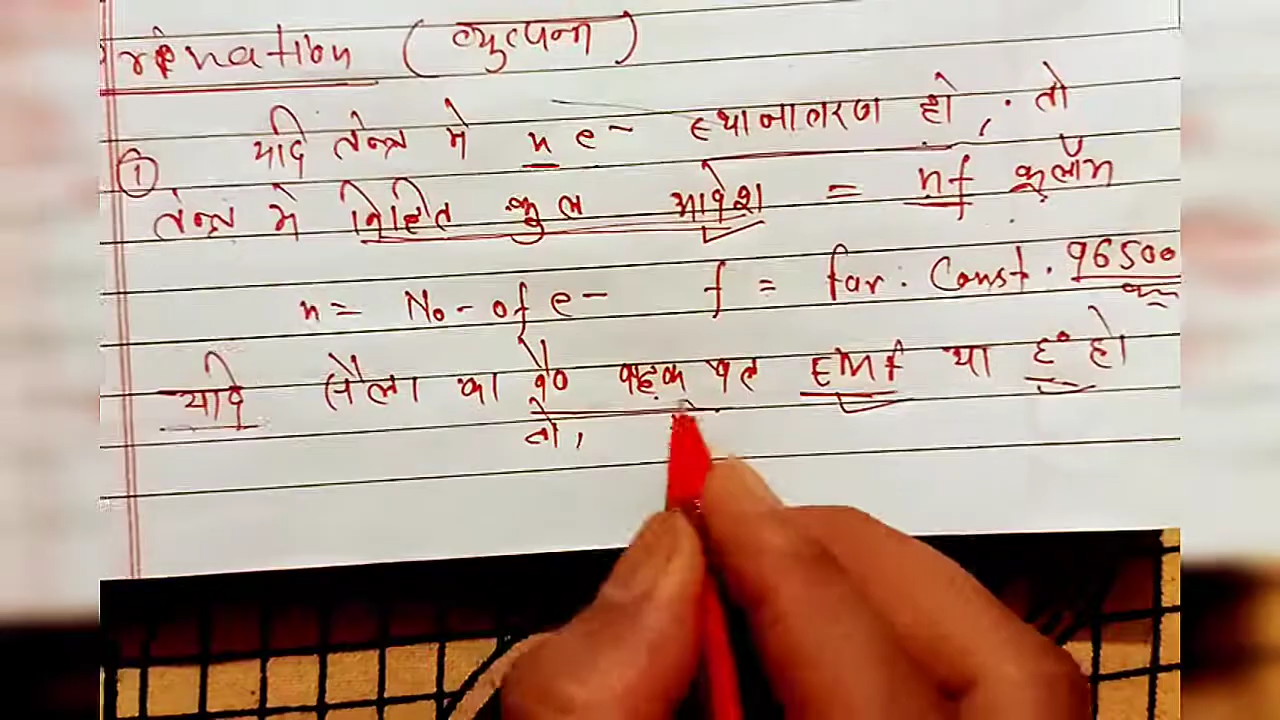 ( व्युत्पन्न )
① यदि तन्त्र मे n e- स्थानान्तरण हो, तो
तन्त्र मे निहित कुल आवेश = nf कूलॉम
n = No-of e- f = far. Const. 96500
यदि सैल का वै० वाहक बल EMf या E° हो
तो,